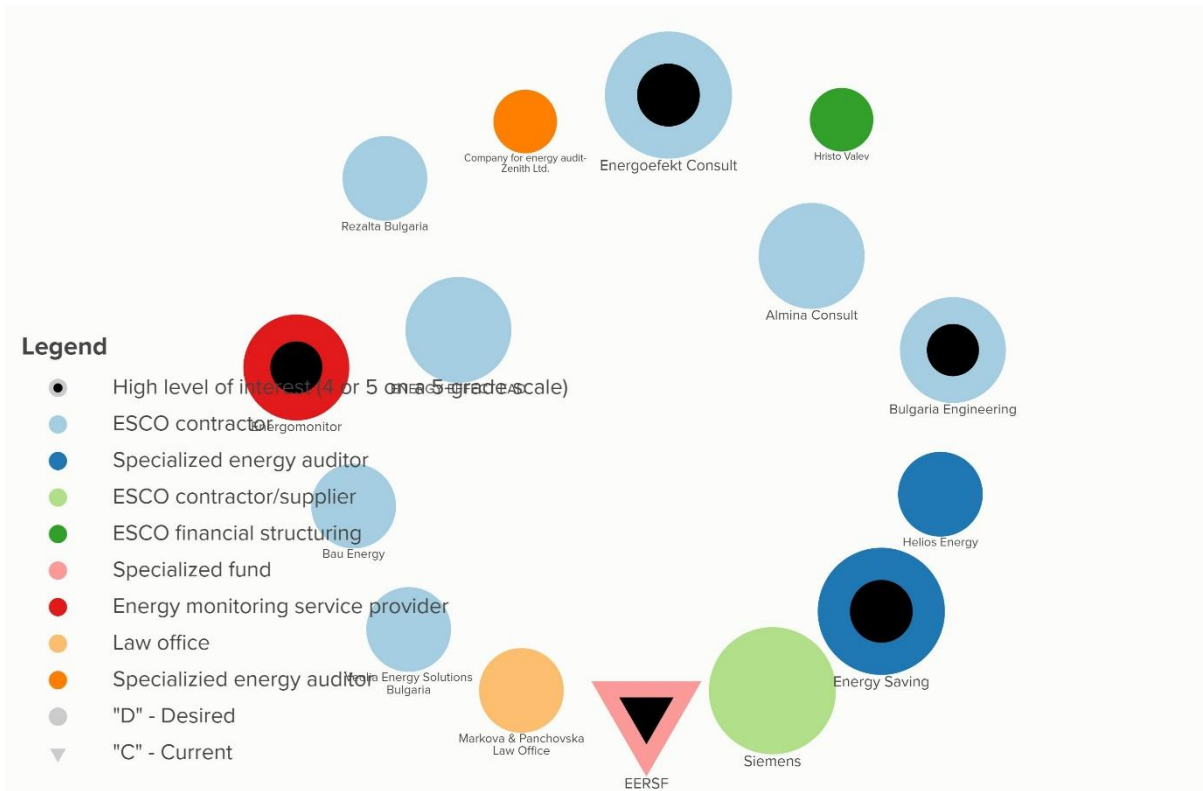 Company for energy audit-
Zenith Ltd.
Energoefekt Consult
Hristo Valev
Rezalta Bulgaria
Almina Consult
Bulgaria Engineering
Energomonitor
Helios Energy
Bau Energy
Energy Saving
Energy Solutions
Bulgaria
Markova & Panchovska
Law Office
Siemens
EERSF
Legend
High level of interest (4 or 5 on a 5-grade scale)
ESCO contractor
Specialized energy auditor
ESCO contractor/supplier
ESCO financial structuring
Specialized fund
Energy monitoring service provider
Law office
Specializied energy auditor
"D" - Desired
"C" - Current